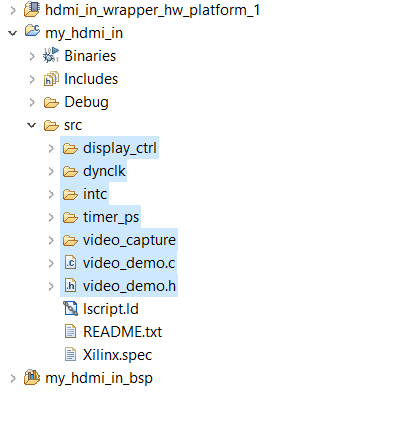 hdmi_in_wrapper_hw_platform_1
my_hdmi_in
Binaries
Includes
Debug
src
display_ctrl
dynclk
intc
timer_ps
video_capture
.c video_demo.c
.h video_demo.h
lscript.ld
README.txt
Xilinx.spec
my_hdmi_in_bsp